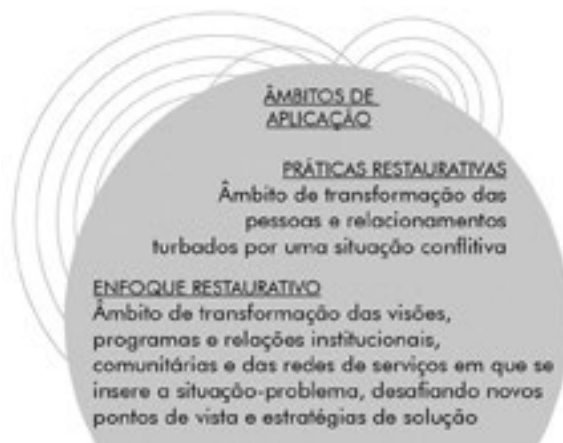 ÂMBITOS DE
APLICAÇÃO
PRÁTICAS RESTAURATIVAS
Âmbito de transformação das
pessoas e relacionamentos
turbados por uma situação conflitiva
ENFOQUE RESTAURATIVO
Âmbito de transformação das visões,
programas e relações institucionais,
comunitárias e das redes de serviços em que se
insere a situação-problema, desafiando novos
pontos de vista e estratégias de solução